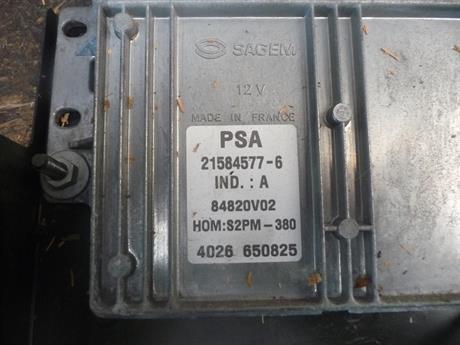 SAGEM
12 V
MADE IN FRANCE
PSA
21584577-6
IND. : A
84820V02
HOM:S2PM-380
4026 650825